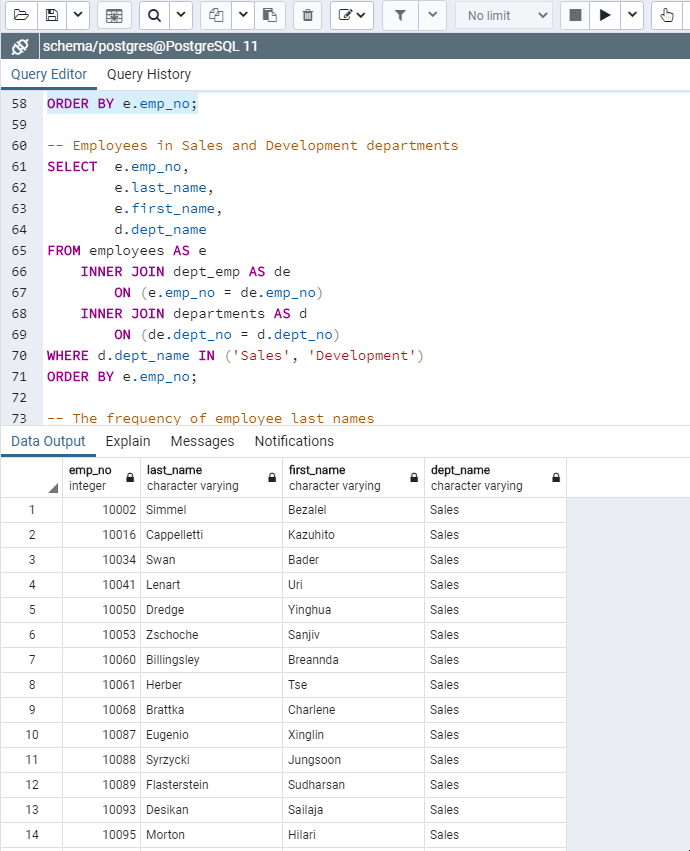 No limit
schema/postgres@PostgreSQL 11
Query Editor Query History
58 ORDER BY e.emp_no;
59
60 -- Employees in Sales and Development departments
61 SELECT  e.emp_no,
62         e.last_name,
63         e.first_name,
64         d.dept_name
65 FROM employees AS e
66     INNER JOIN dept_emp AS de
67         ON (e.emp_no = de.emp_no)
68     INNER JOIN departments AS d
69         ON (de.dept_no = d.dept_no)
70 WHERE d.dept_name IN ('Sales', 'Development')
71 ORDER BY e.emp_no;
72
73 -- The frequency of employee last names
Data Output Explain Messages Notifications
emp_no last_name first_name dept_name
integer character varying character varying character varying
1 10002 Simmel Bezalel Sales
2 10016 Cappelletti Kazuhito Sales
3 10034 Swan Bader Sales
4 10041 Lenart Uri Sales
5 10050 Dredge Yinghua Sales
6 10053 Zschoche Sanjiv Sales
7 10060 Billingsley Breannda Sales
8 10061 Herber Tse Sales
9 10068 Brattka Charlene Sales
10 10087 Eugenio Xinglin Sales
11 10088 Syrzycki Jungsoon Sales
12 10089 Flasterstein Sudharsan Sales
13 10093 Desikan Sailaja Sales
14 10095 Morton Hilari Sales